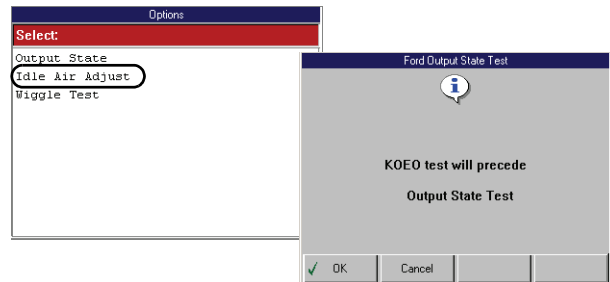 Options
Select:
Output State
Idle Air Adjust
Wiggle Test
Ford Output State Test
i
KOEO test will precede
Output State Test
OK
Cancel